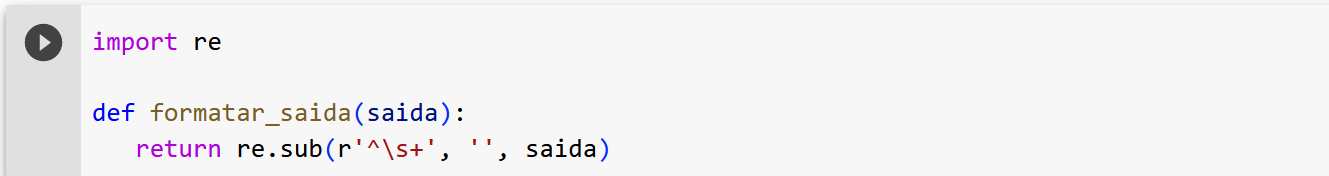 import re
def formatar_saida(saida):
return re.sub(r'^\s+', '', saida)